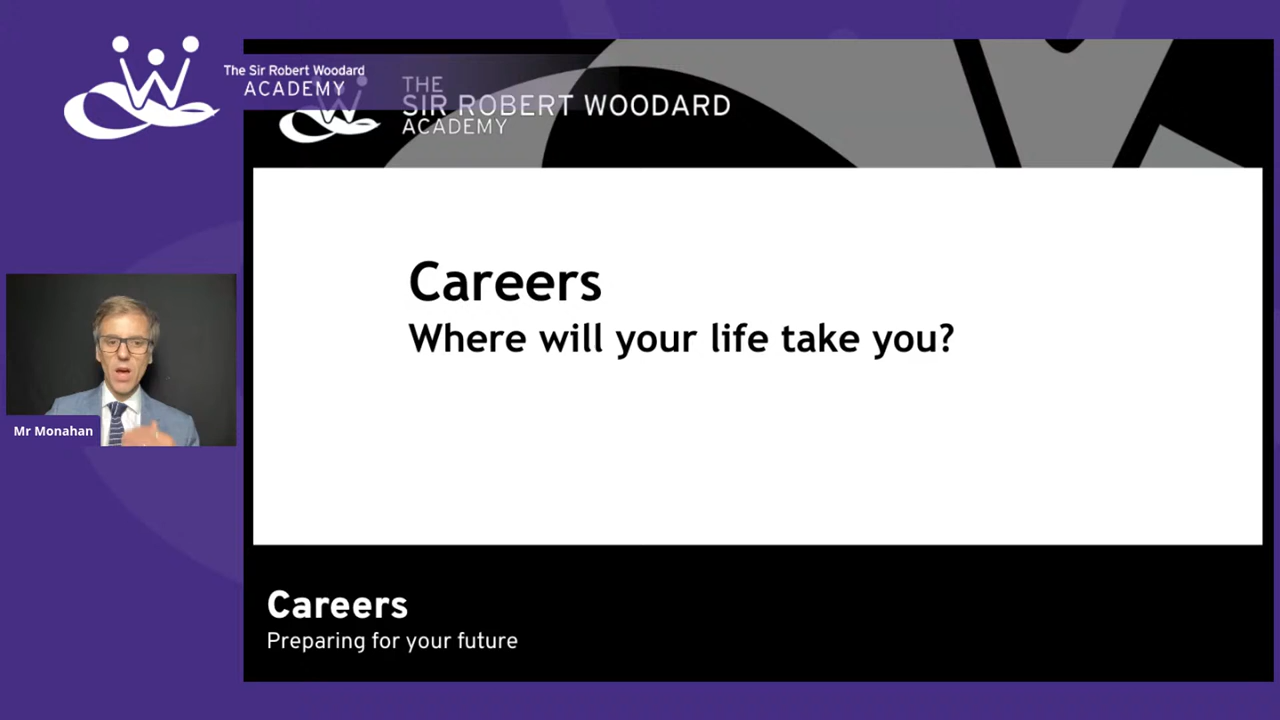 The Sir Robert Woodard
ACADEMY
THE
SIR ROBERT WOODARD
ACADEMY
Careers
Where will your life take you?
Mr Monahan
Careers
Preparing for your future